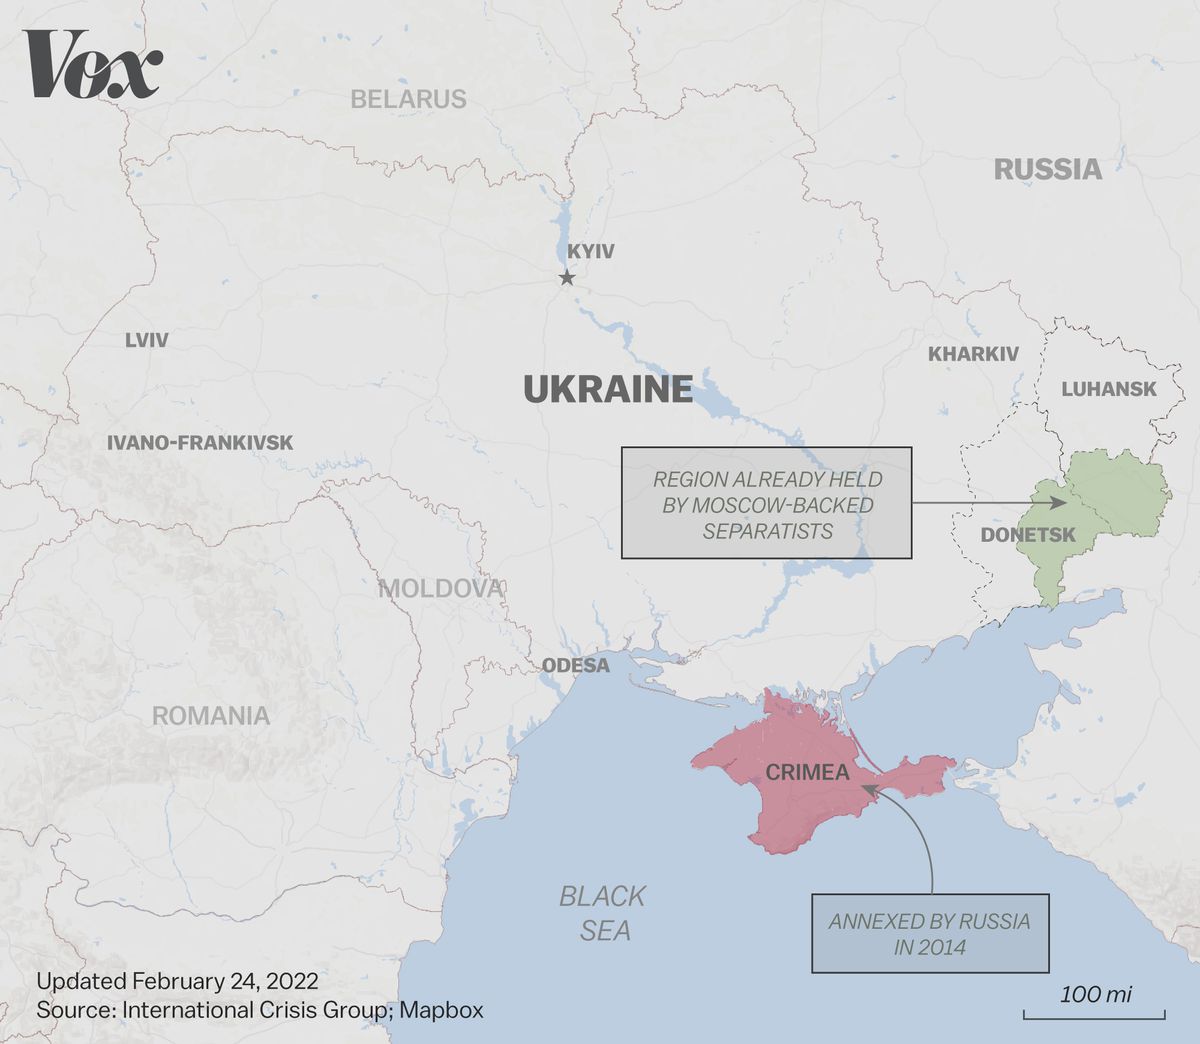 Vox
BELARUS
RUSSIA
KYIV
LVIV
KHARKIV
UKRAINE
LUHANSK
IVANO-FRANKIVSK
REGION ALREADY HELD
BY MOSCOW-BACKED
SEPARATISTS
DONETSK
MOLDOVA
ODESA
ROMANIA
CRIMEA
BLACK
SEA
ANNEXED BY RUSSIA
IN 2014
Updated February 24, 2022
Source: International Crisis Group; Mapbox
100 mi